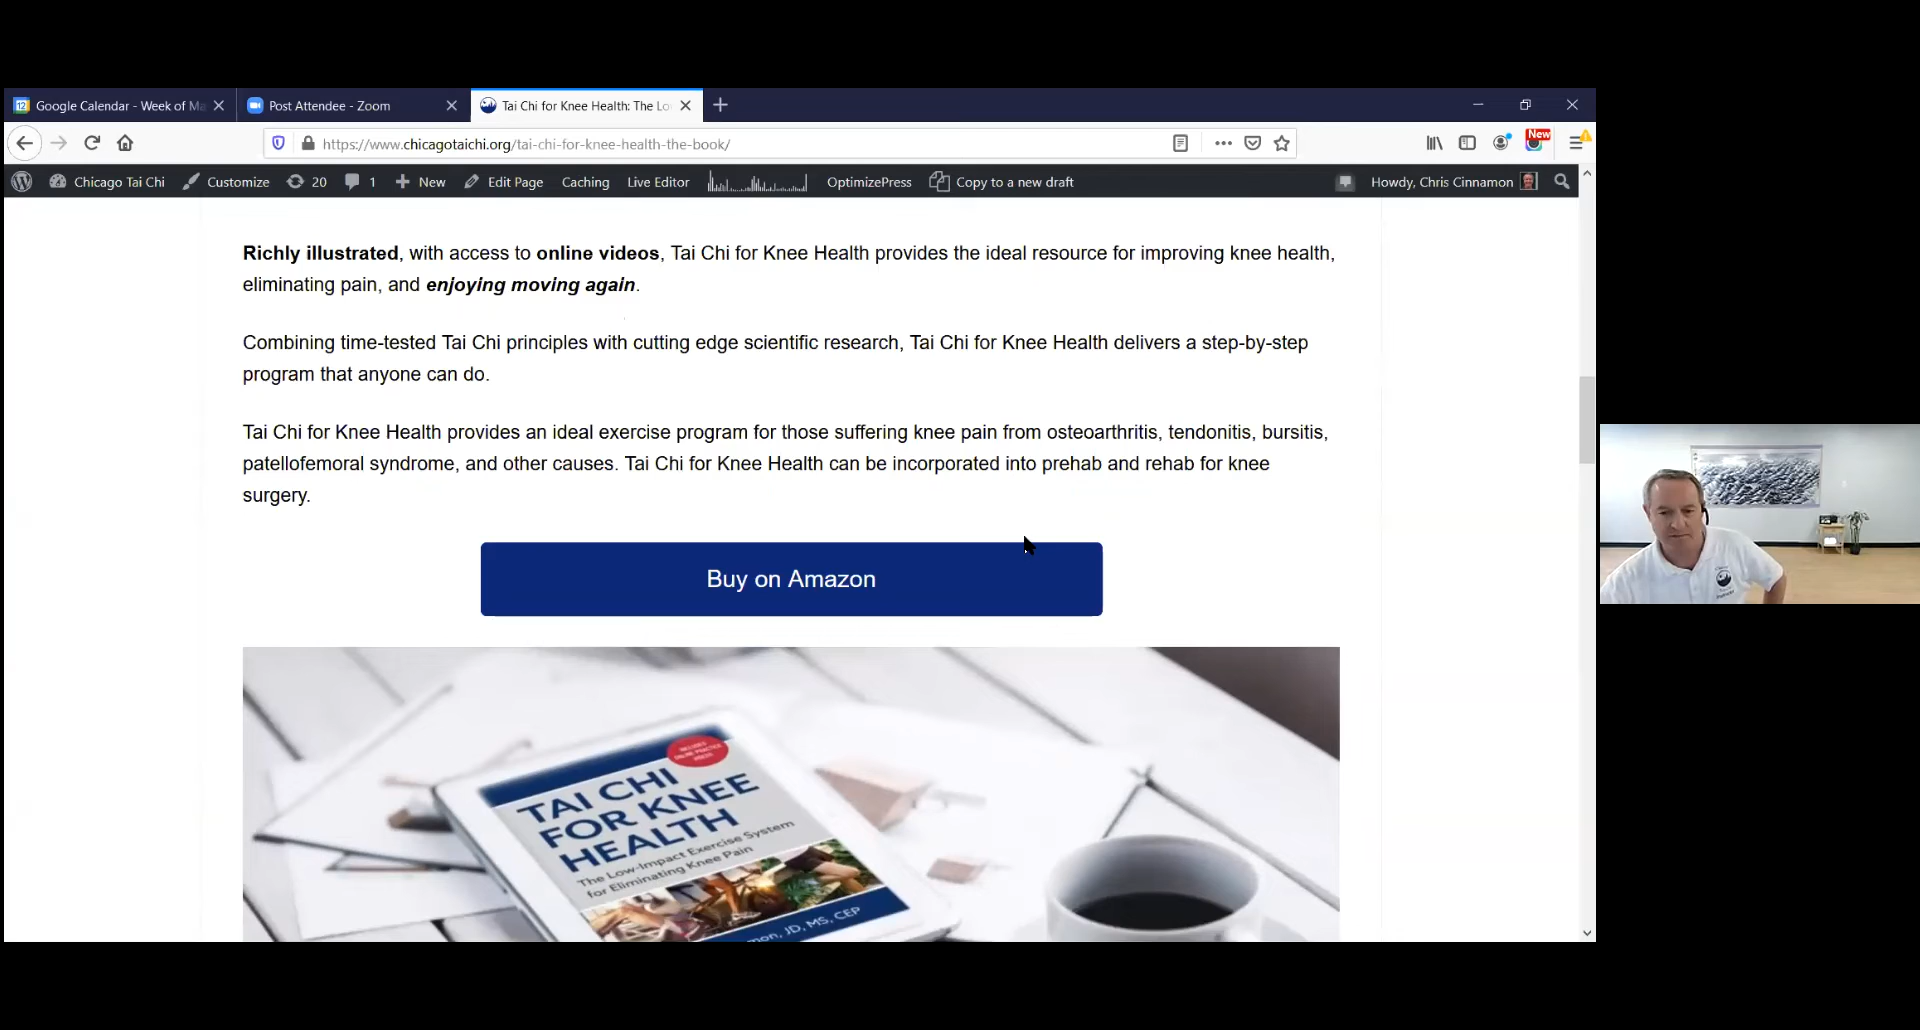 Google Calendar - Week of Ma
Post Attendee - Zoom
Tai Chi for Knee Health: The Lo
https://www.chicagotaichi.org/tai-chi-for-knee-health-the-book/
New
Chicago Tai Chi
Customize
20
1
New
Edit Page
Caching
Live Editor
OptimizePress
Copy to a new draft
Howdy, Chris Cinnamon
Richly illustrated, with access to online videos, Tai Chi for Knee Health provides the ideal resource for improving knee health,
eliminating pain, and enjoying moving again.
Combining time-tested Tai Chi principles with cutting edge scientific research, Tai Chi for Knee Health delivers a step-by-step
program that anyone can do.
Tai Chi for Knee Health provides an ideal exercise program for those suffering knee pain from osteoarthritis, tendonitis, bursitis,
patellofemoral syndrome, and other causes. Tai Chi for Knee Health can be incorporated into prehab and rehab for knee
surgery.
Buy on Amazon
INCLUDES
ONLINE PRACTICE
VIDEOS
TAI CHI
FOR KNEE
HEALTH
The Low-Impact Exercise System
for Eliminating Knee Pain
mon, JD, MS, CEP